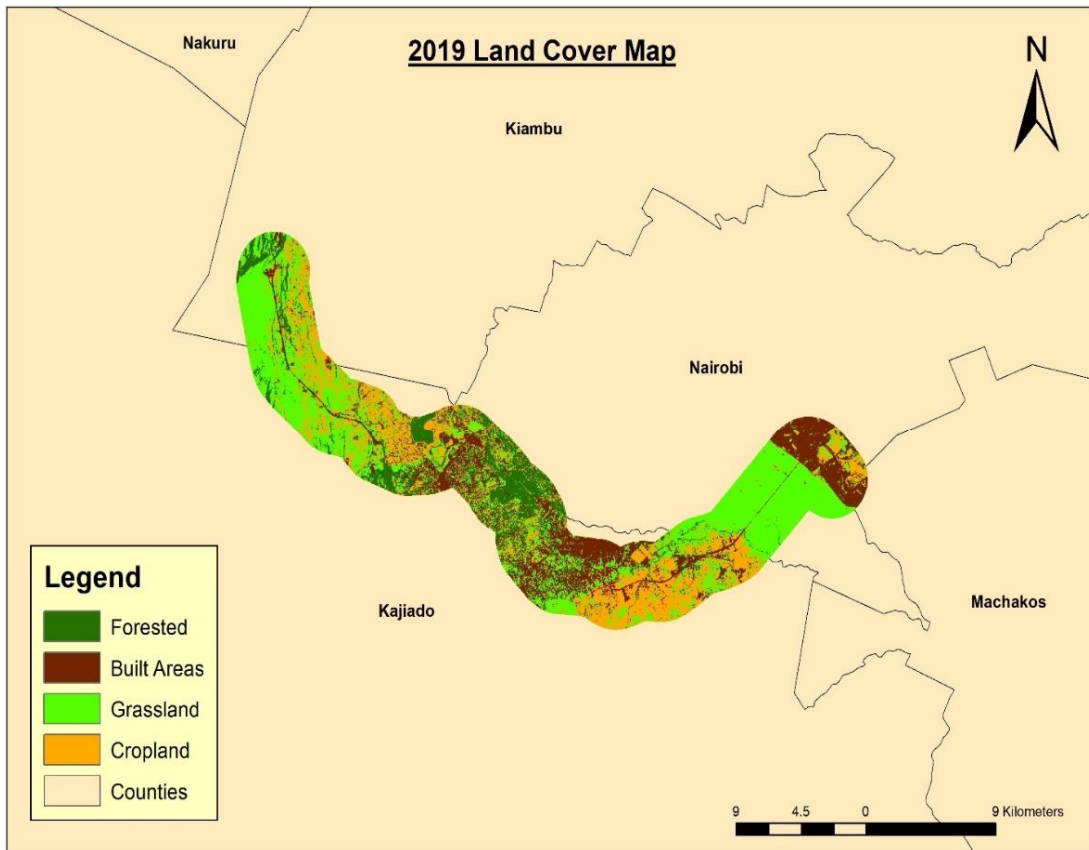 Nakuru
2019 Land Cover Map
N
Kiambu
Nairobi
Kajiado
Machakos
Legend
Forested
Built Areas
Grassland
Cropland
Counties
9 4.5 0 9 Kilometers